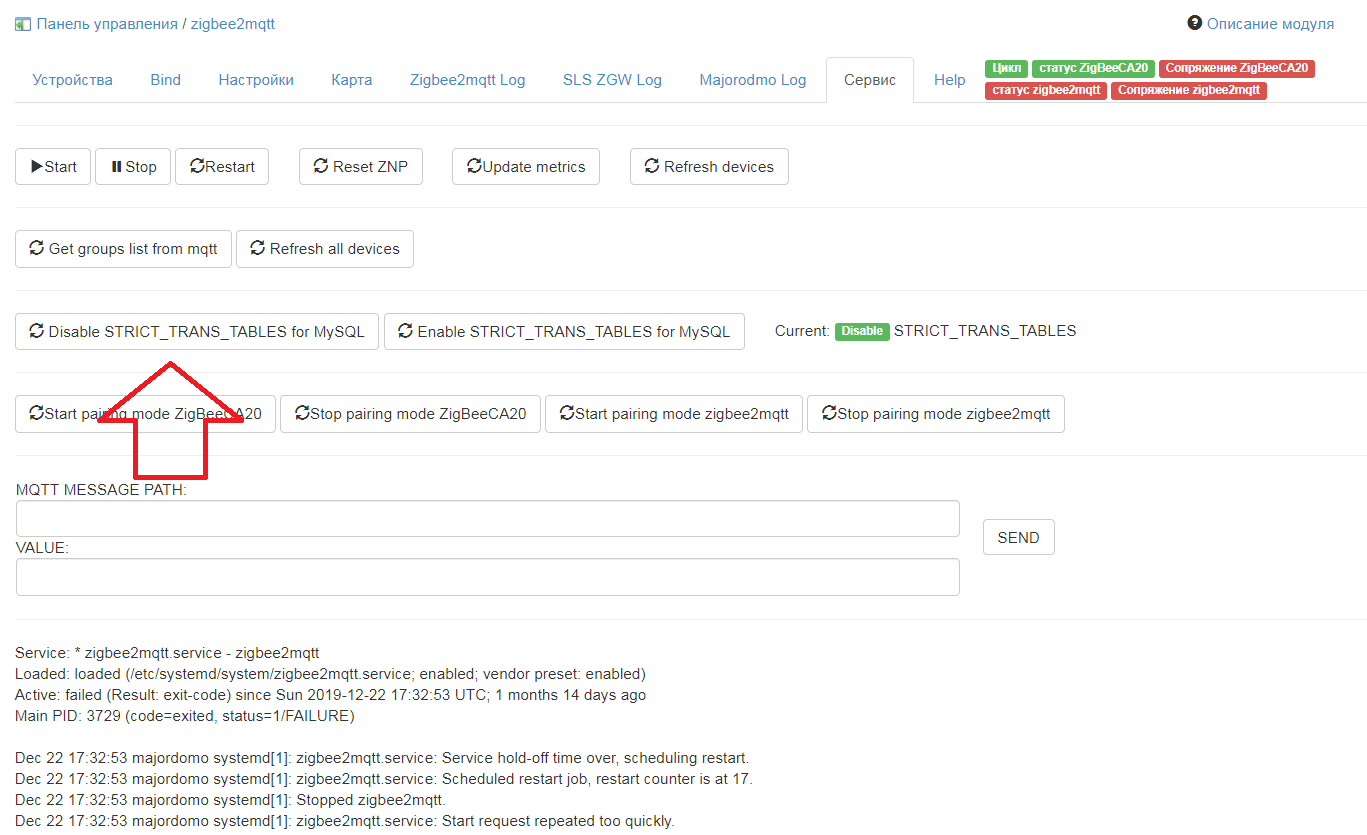 Панель управления / zigbee2mqtt
Описание модуля
Устройства Bind Настройки Карта Zigbee2mqtt Log SLS ZGW Log Majorodmo Log Сервис Help
Цикл статус ZigBeeCA20 Сопряжение ZigBeeCA20
статус zigbee2mqtt Сопряжение zigbee2mqtt
Start Stop Restart Reset ZNP Update metrics Refresh devices
Get groups list from mqtt Refresh all devices
Disable STRICT_TRANS_TABLES for MySQL Enable STRICT_TRANS_TABLES for MySQL Current: Disable STRICT_TRANS_TABLES
Start pairing mode ZigBeeCA20 Stop pairing mode ZigBeeCA20 Start pairing mode zigbee2mqtt Stop pairing mode zigbee2mqtt
MQTT MESSAGE PATH:
SEND
VALUE:
Service: * zigbee2mqtt.service - zigbee2mqtt
Loaded: loaded (/etc/systemd/system/zigbee2mqtt.service; enabled; vendor preset: enabled)
Active: failed (Result: exit-code) since Sun 2019-12-22 17:32:53 UTC; 1 months 14 days ago
Main PID: 3729 (code=exited, status=1/FAILURE)
Dec 22 17:32:53 majordomo systemd[1]: zigbee2mqtt.service: Service hold-off time over, scheduling restart.
Dec 22 17:32:53 majordomo systemd[1]: zigbee2mqtt.service: Scheduled restart job, restart counter is at 17.
Dec 22 17:32:53 majordomo systemd[1]: Stopped zigbee2mqtt.
Dec 22 17:32:53 majordomo systemd[1]: zigbee2mqtt.service: Start request repeated too quickly.